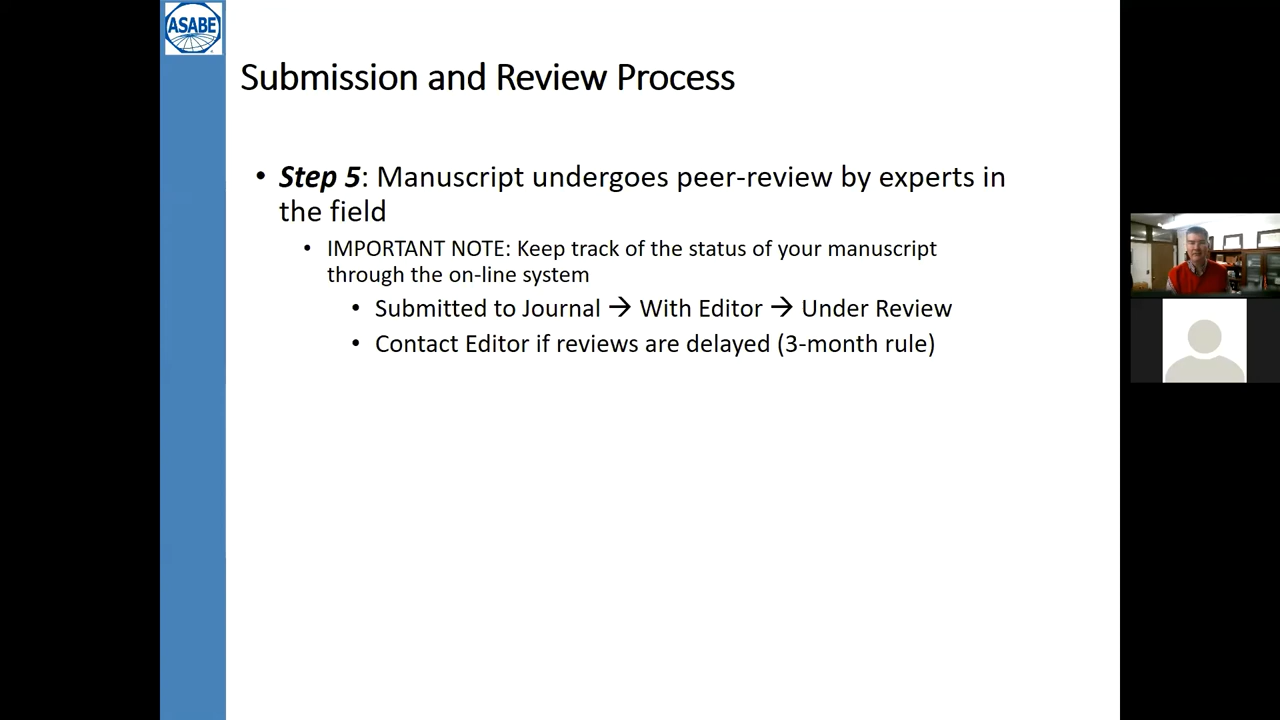 ASABE
Submission and Review Process
• Step 5: Manuscript undergoes peer-review by experts in
the field
• IMPORTANT NOTE: Keep track of the status of your manuscript
through the on-line system
• Submitted to Journal → With Editor → Under Review
• Contact Editor if reviews are delayed (3-month rule)